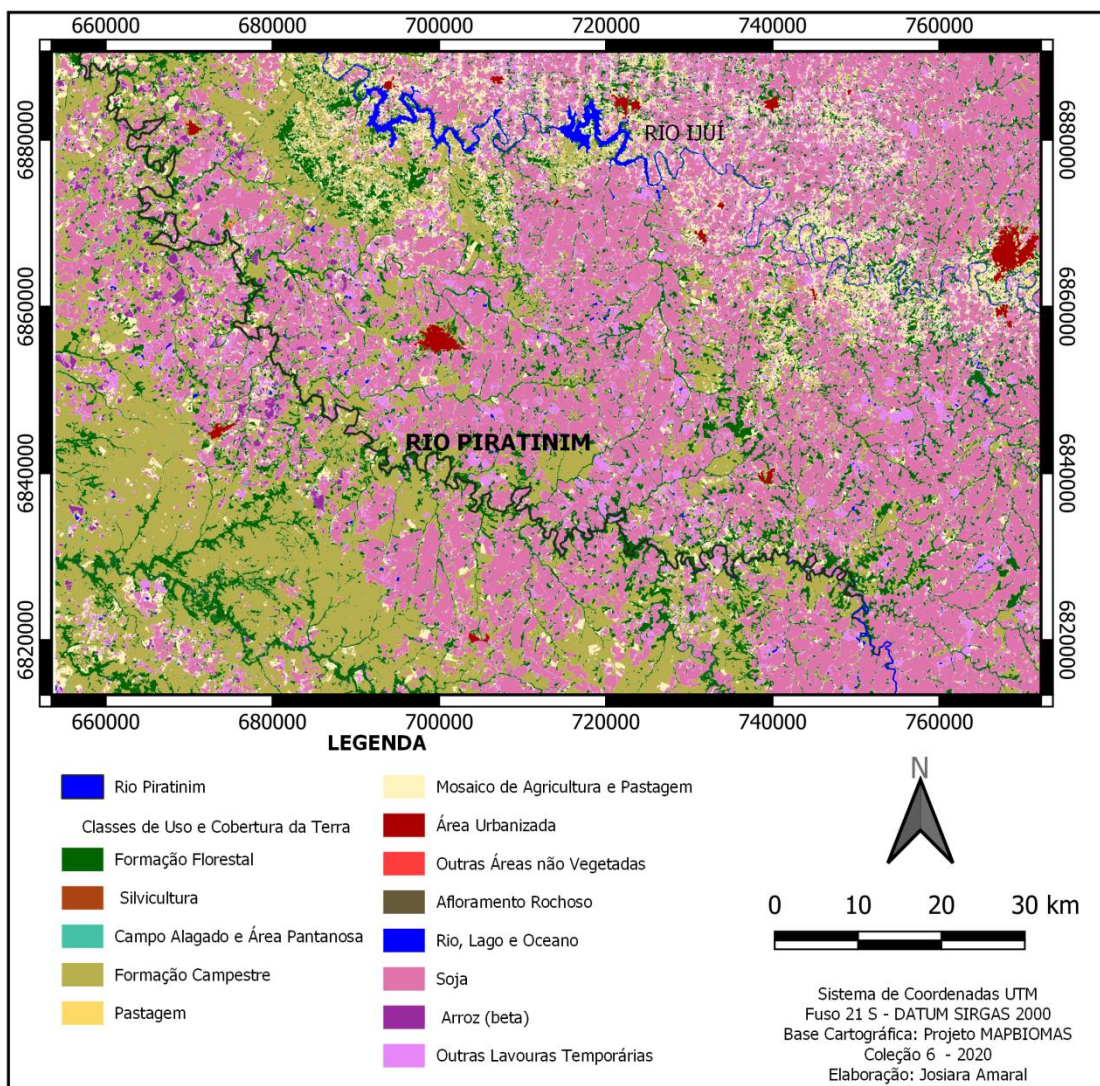 660000 680000 700000 720000 740000 760000
6880000 6880000
RIO IJUÍ
6860000 6860000
RIO PIRATINIM
6840000 6840000
6820000 6820000
660000 680000 700000 720000 740000 760000
LEGENDA
Rio Piratinim
Classes de Uso e Cobertura da Terra
Formação Florestal
Silvicultura
Campo Alagado e Área Pantanosa
Formação Campestre
Pastagem
Mosaico de Agricultura e Pastagem
Área Urbanizada
Outras Áreas não Vegetadas
Afloramento Rochoso
Rio, Lago e Oceano
Soja
Arroz (beta)
Outras Lavouras Temporárias
N
0 10 20 30 km
Sistema de Coordenadas UTM
Fuso 21 S - DATUM SIRGAS 2000
Base Cartográfica: Projeto MAPBIOMAS
Coleção 6 - 2020
Elaboração: Josiara Amaral